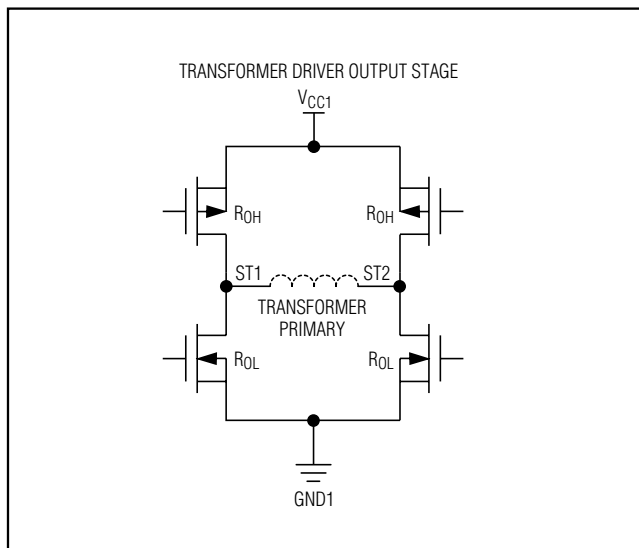 TRANSFORMER DRIVER OUTPUT STAGE
VCC1
ROH ROH
ST1 ST2
TRANSFORMER
PRIMARY
ROL ROL
GND1